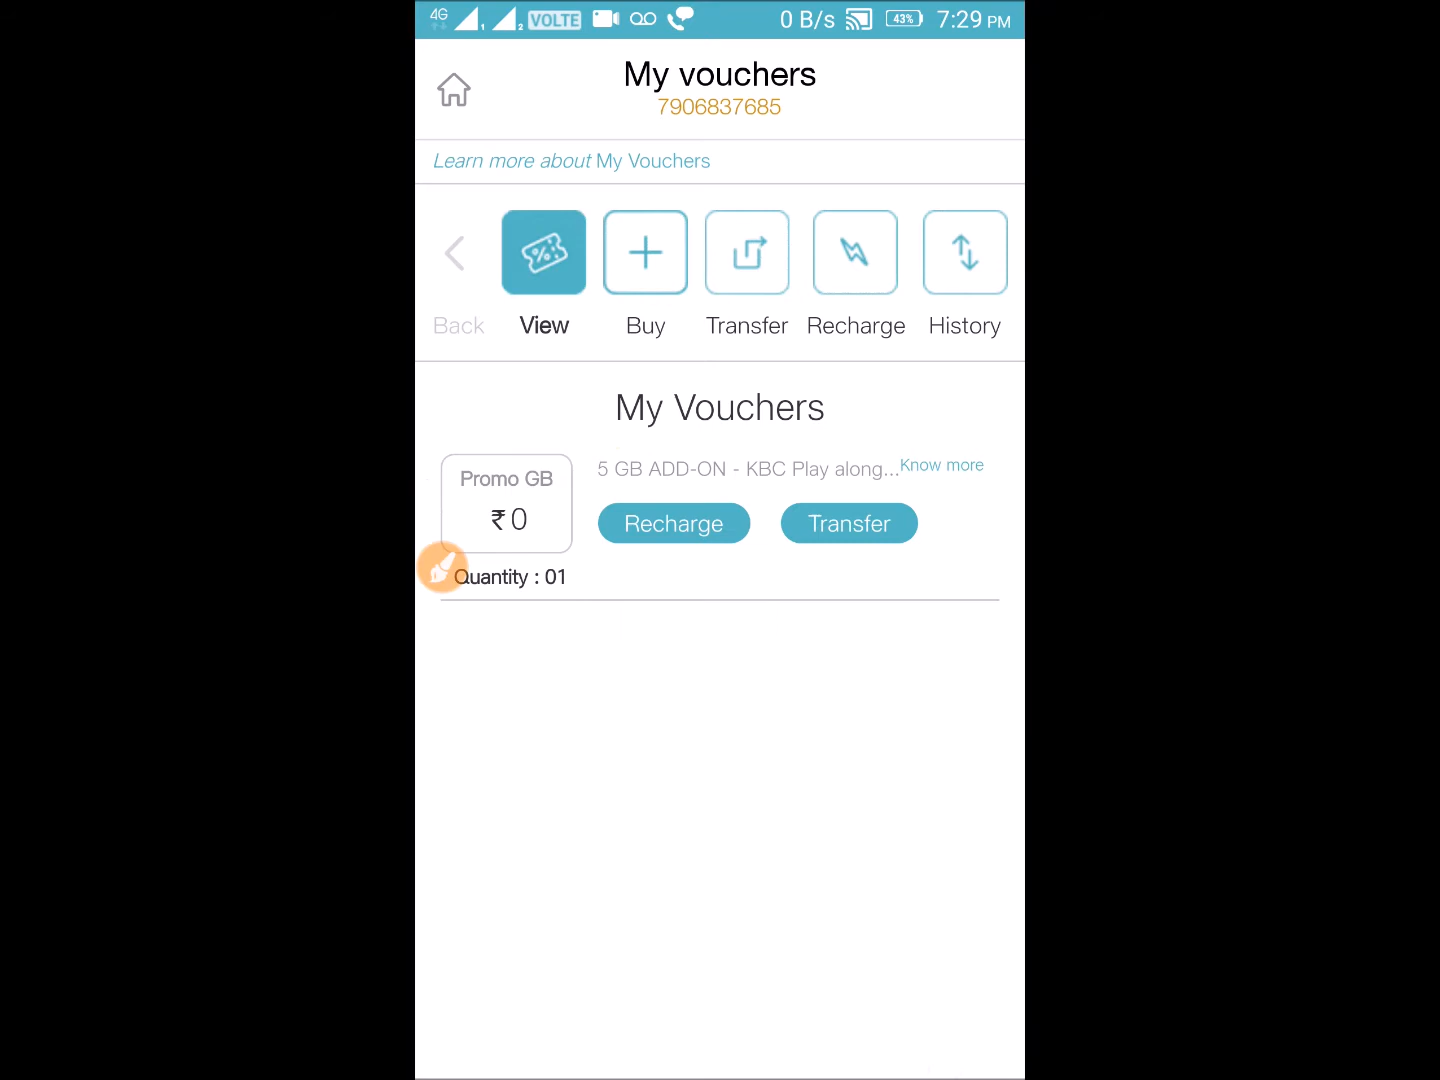 4G 1 2 VOLTE 0 B/s 43% 7:29 PM
My vouchers
7906837685
Learn more about My Vouchers
Back View Buy Transfer Recharge History
My Vouchers
Promo GB
₹0
5 GB ADD-ON - KBC Play along... Know more
Recharge Transfer
Quantity : 01